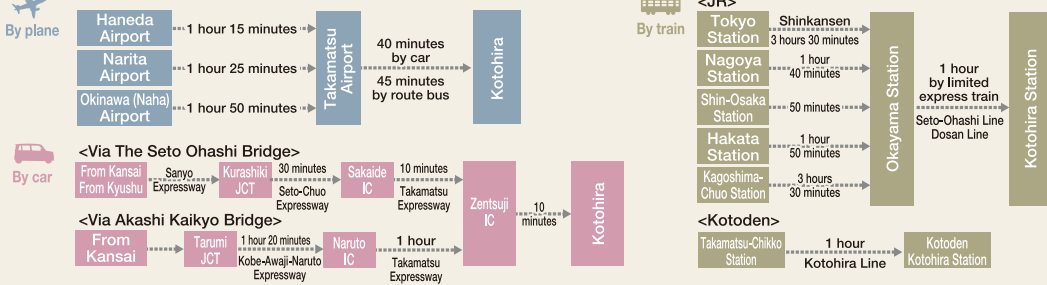 By plane
Haneda
Airport
1 hour 15 minutes
Narita
Airport
1 hour 25 minutes
Okinawa (Naha)
Airport
1 hour 50 minutes
Takamatsu
Airport
40 minutes
by car
45 minutes
by route bus
Kotohira
By car
<Via The Seto Ohashi Bridge>
From Kansai
From Kyushu
Sanyo
Expressway
Kurashiki
JCT
30 minutes
Seto-Chuo
Expressway
Sakaide
IC
10 minutes
Takamatsu
Expressway
<Via Akashi Kaikyo Bridge>
From
Kansai
Tarumi
JCT
1 hour 20 minutes
Kobe-Awaji-Naruto
Expressway
Naruto
IC
1 hour
Takamatsu
Expressway
Zentsuji
IC
10
minutes
Kotohira
By train
<JR>
Tokyo
Station
Shinkansen
3 hours 30 minutes
Nagoya
Station
1 hour
40 minutes
Shin-Osaka
Station
50 minutes
Hakata
Station
1 hour
50 minutes
Kagoshima-
Chuo Station
3 hours
30 minutes
Okayama Station
1 hour
by limited
express train
Seto-Ohashi Line
Dosan Line
Kotohira Station
<Kotoden>
Takamatsu-Chikko
Station
1 hour
Kotohira Line
Kotoden
Kotohira Station